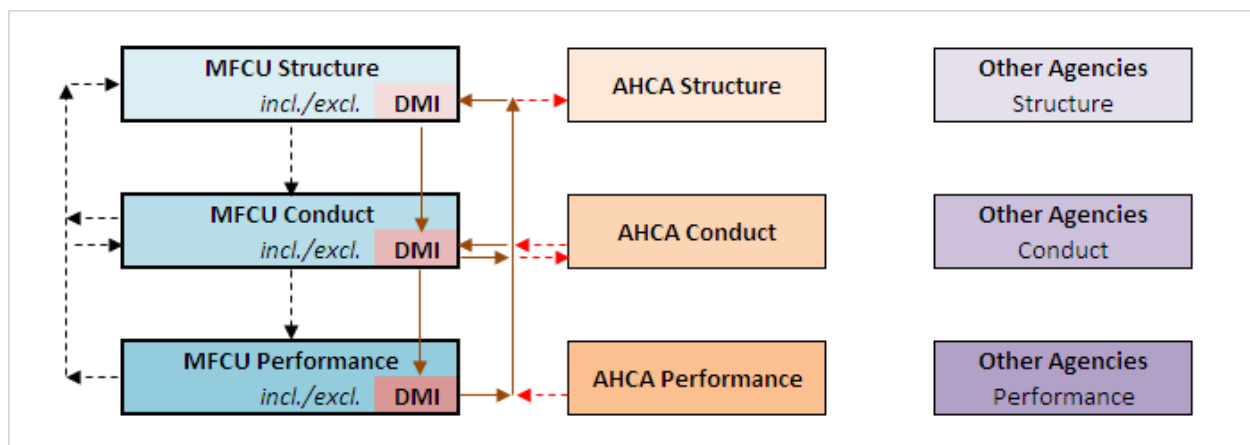 MFCU Structure
incl./excl. DMI
AHCA Structure
Other Agencies
Structure
MFCU Conduct
incl./excl. DMI
AHCA Conduct
Other Agencies
Conduct
MFCU Performance
incl./excl. DMI
AHCA Performance
Other Agencies
Performance